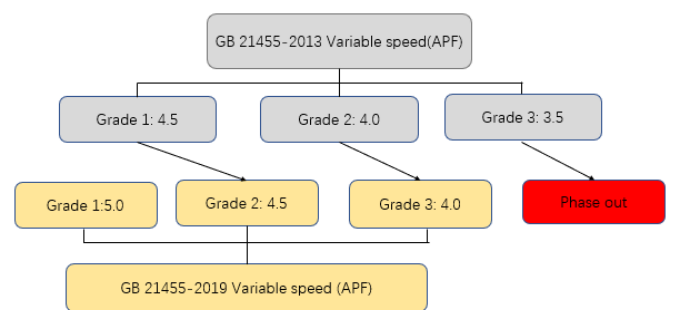 GB 21455-2013 Variable speed(APF)
Grade 1: 4.5
Grade 2: 4.0
Grade 3: 3.5
Grade 1:5.0
Grade 2: 4.5
Grade 3: 4.0
Phase out
GB 21455-2019 Variable speed (APF)